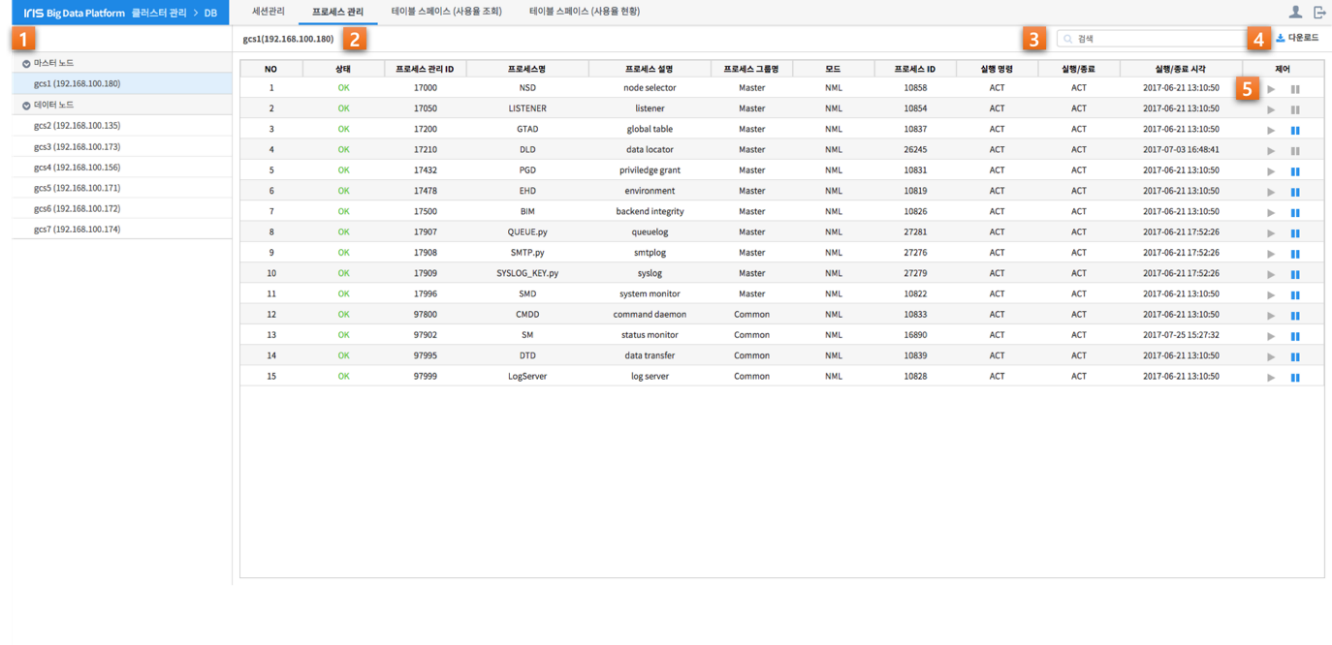 IRIS Big Data Platform 클러스터 관리 > DB 세션관리 프로세스 관리 테이블 스페이스 (사용율 조회) 테이블 스페이스 (사용율 현황)
1 gcs1(192.168.100.180) 2 3 검색 4 다운로드
마스터 노드
gcs1 (192.168.100.180)
데이터 노드
gcs2 (192.168.100.135)
gcs3 (192.168.100.173)
gcs4 (192.168.100.156)
gcs5 (192.168.100.171)
gcs6 (192.168.100.172)
gcs7 (192.168.100.174)
NO 상태 프로세스 관리 ID 프로세스명 프로세스 설명 프로세스 그룹명 모드 프로세스 ID 실행 명령 실행/종료 실행/종료 시각 제어
1 OK 17000 NSD node selector Master NML 10858 ACT ACT 2017-06-21 13:10:50 5
2 OK 17050 LISTENER listener Master NML 10854 ACT ACT 2017-06-21 13:10:50
3 OK 17200 GTAD global table Master NML 10837 ACT ACT 2017-06-21 13:10:50
4 OK 17210 DLD data locator Master NML 26245 ACT ACT 2017-07-03 16:48:41
5 OK 17432 PGD priviledge grant Master NML 10831 ACT ACT 2017-06-21 13:10:50
6 OK 17478 EHD environment Master NML 10819 ACT ACT 2017-06-21 13:10:50
7 OK 17500 BIM backend integrity Master NML 10826 ACT ACT 2017-06-21 13:10:50
8 OK 17907 QUEUE.py queuelog Master NML 27281 ACT ACT 2017-06-21 17:52:26
9 OK 17908 SMTP.py smtplog Master NML 27276 ACT ACT 2017-06-21 17:52:26
10 OK 17909 SYSLOG_KEY.py syslog Master NML 27279 ACT ACT 2017-06-21 17:52:26
11 OK 17996 SMD system monitor Master NML 10822 ACT ACT 2017-06-21 13:10:50
12 OK 97800 CMDD command daemon Common NML 10833 ACT ACT 2017-06-21 13:10:50
13 OK 97902 SM status monitor Common NML 16890 ACT ACT 2017-07-25 15:27:32
14 OK 97995 DTD data transfer Common NML 10839 ACT ACT 2017-06-21 13:10:50
15 OK 97999 LogServer log server Common NML 10828 ACT ACT 2017-06-21 13:10:50